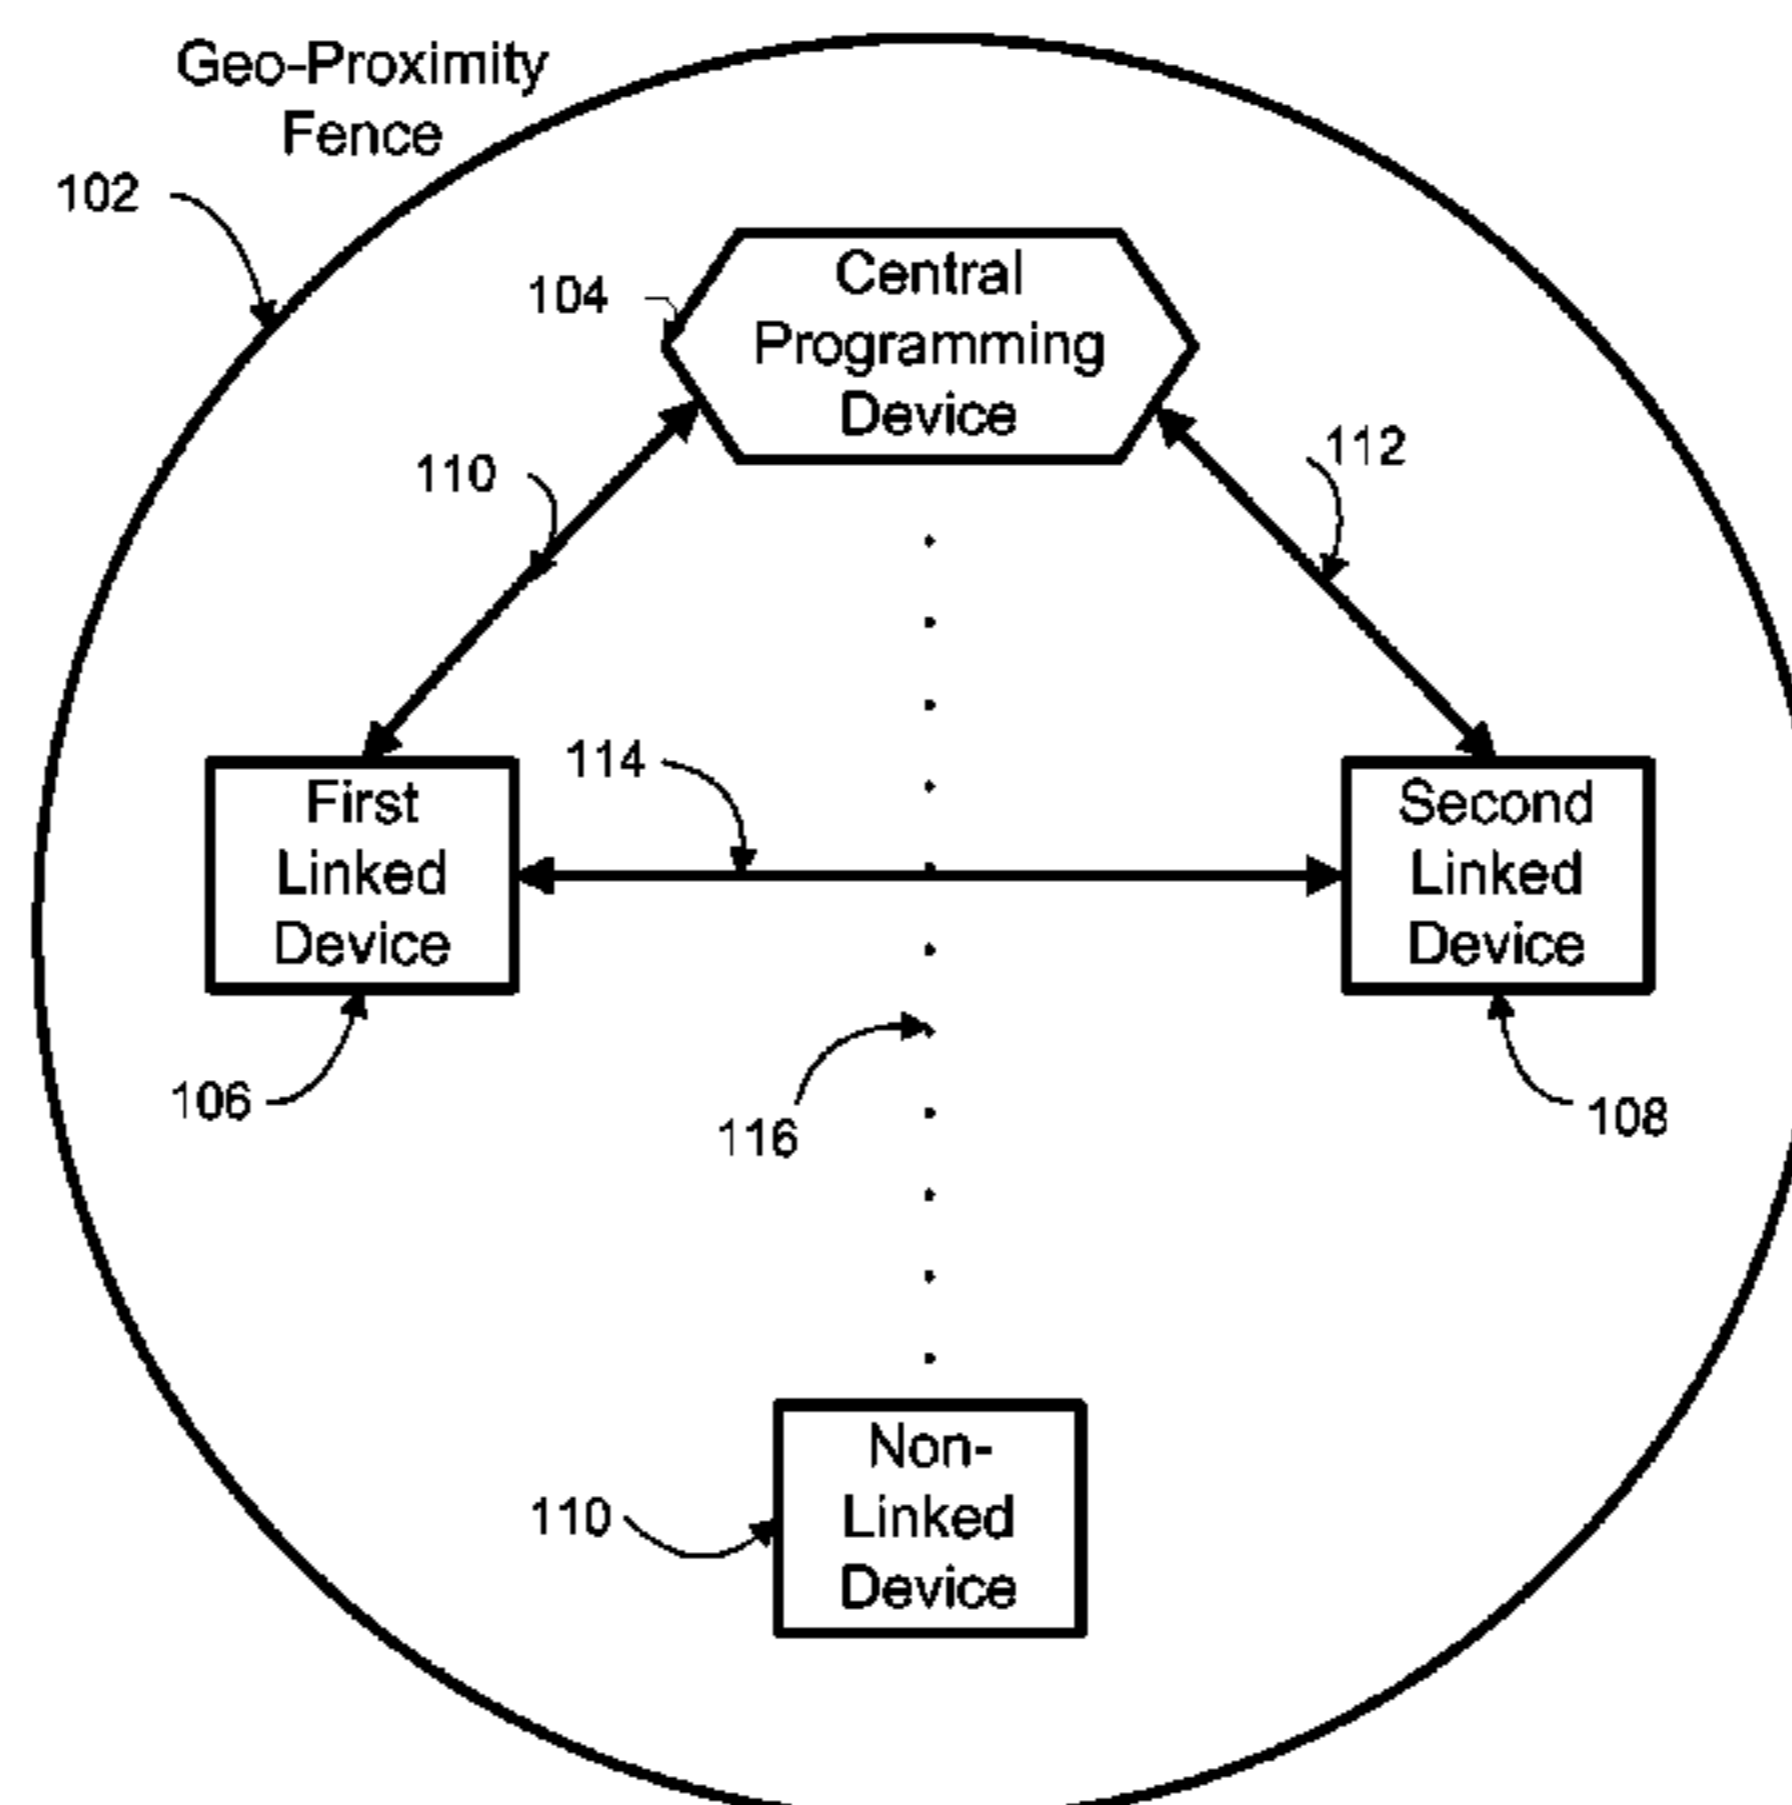 Geo-Proximity
Fence
102
104
Central
Programming
Device
110
112
114
First
Linked
Device
Second
Linked
Device
106
116
108
110
Non-
Linked
Device